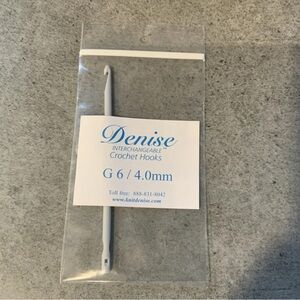 Denise
INTERCHANGEABLE
Crochet Hooks
G 6 / 4.0mm
Toll free: 888-831-8042
www.knitdenise.com